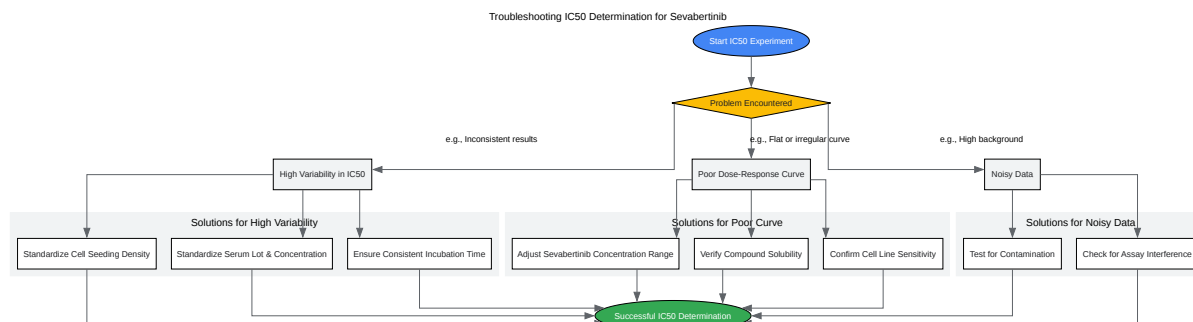 Troubleshooting IC50 Determination for Sevabertinib
Start IC50 Experiment
Problem Encountered
e.g., Inconsistent results
e.g., Flat or irregular curve
e.g., High background
High Variability in IC50
Poor Dose-Response Curve
Noisy Data
Solutions for High Variability
Solutions for Poor Curve
Solutions for Noisy Data
Standardize Cell Seeding Density
Standardize Serum Lot & Concentration
Ensure Consistent Incubation Time
Adjust Sevabertinib Concentration Range
Verify Compound Solubility
Confirm Cell Line Sensitivity
Test for Contamination
Check for Assay Interference
Successful IC50 Determination